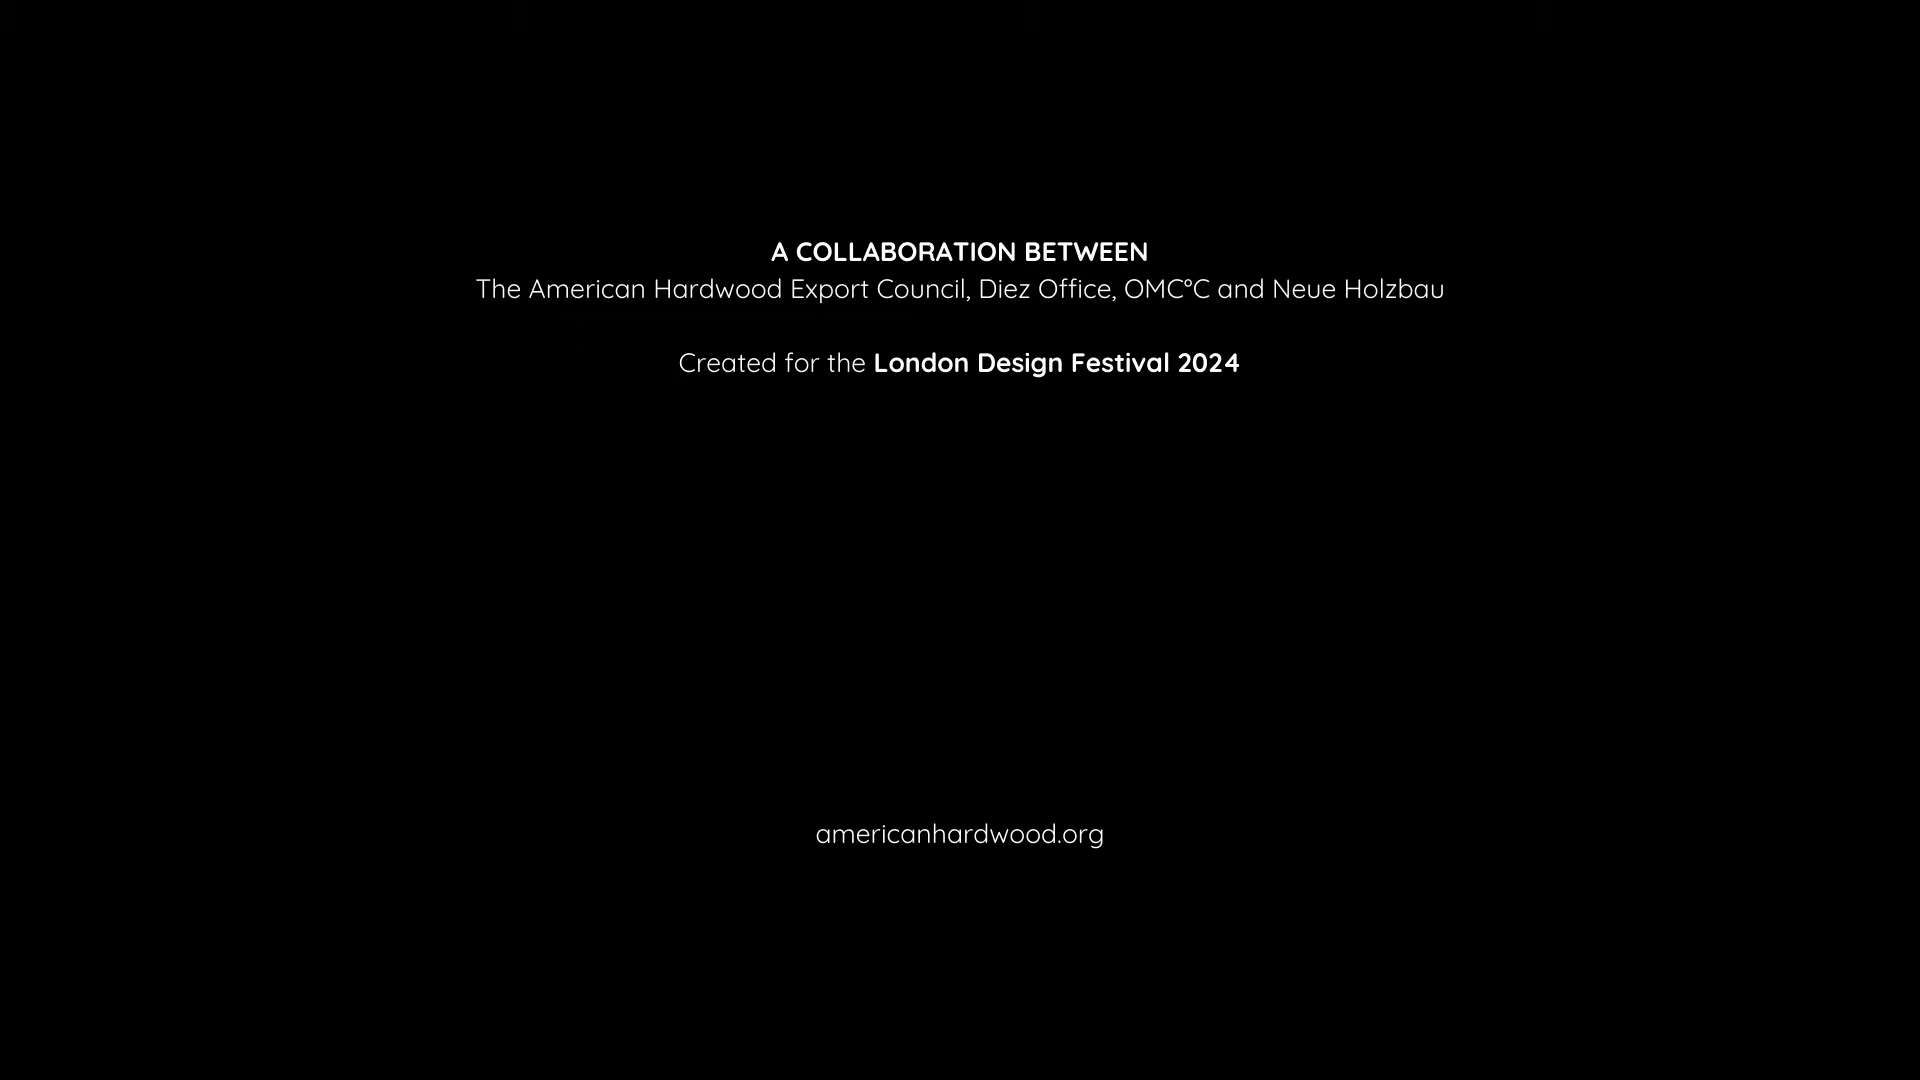 A COLLABORATION BETWEEN
The American Hardwood Export Council, Diez Office, OMC°C and Neue Holzbau
Created for the London Design Festival 2024
americanhardwood.org